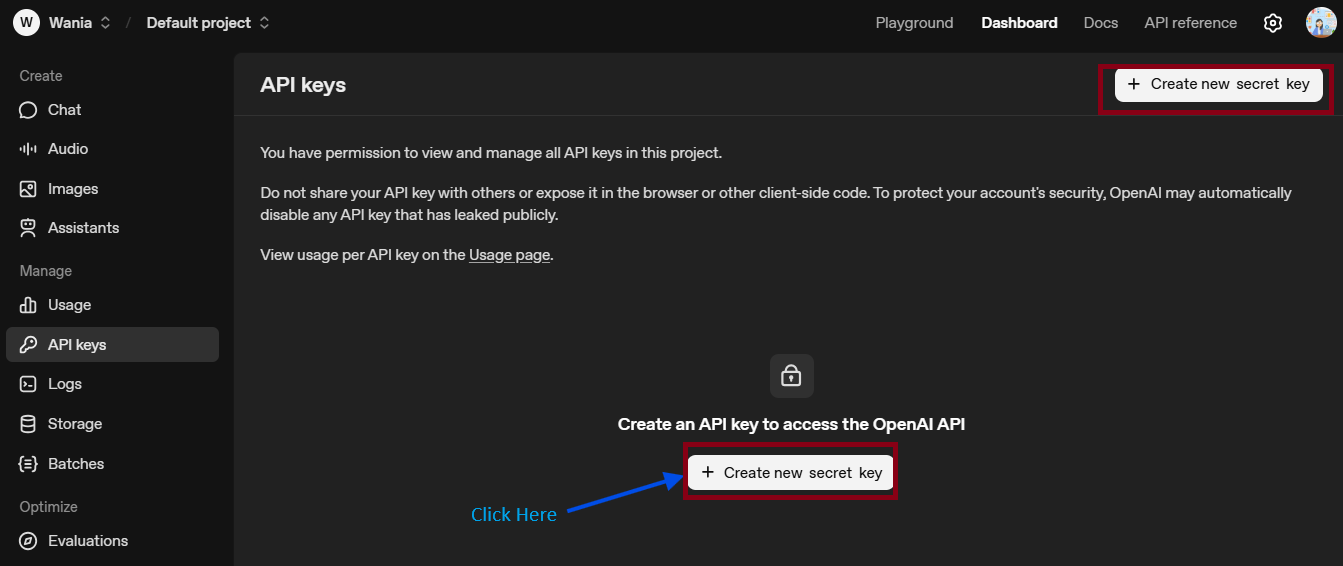 W Wania / Default project
Playground Dashboard Docs API reference
Create
Chat
Audio
Images
Assistants
Manage
Usage
API keys
Logs
Storage
Batches
Optimize
Evaluations
API keys
+ Create new secret key
You have permission to view and manage all API keys in this project.
Do not share your API key with others or expose it in the browser or other client-side code. To protect your account's security, OpenAI may automatically
disable any API key that has leaked publicly.
View usage per API key on the Usage page.
Create an API key to access the OpenAI API
+ Create new secret key
Click Here